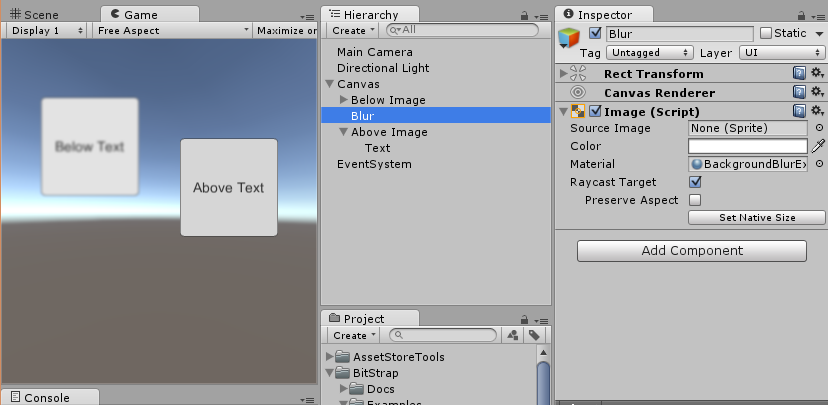 Scene
Game
Display 1
Free Aspect
Maximize or
Below Text
Above Text
Console
Hierarchy
Create
All
Main Camera
Directional Light
Canvas
Below Image
Blur
Above Image
Text
EventSystem
Project
Create
AssetStoreTools
BitStrap
Docs
Examples
Inspector
Blur
Static
Tag
Untagged
Layer
UI
Rect Transform
Canvas Renderer
Image (Script)
Source Image
None (Sprite)
Color
Material
BackgroundBlurEx
Raycast Target
Preserve Aspect
Set Native Size
Add Component